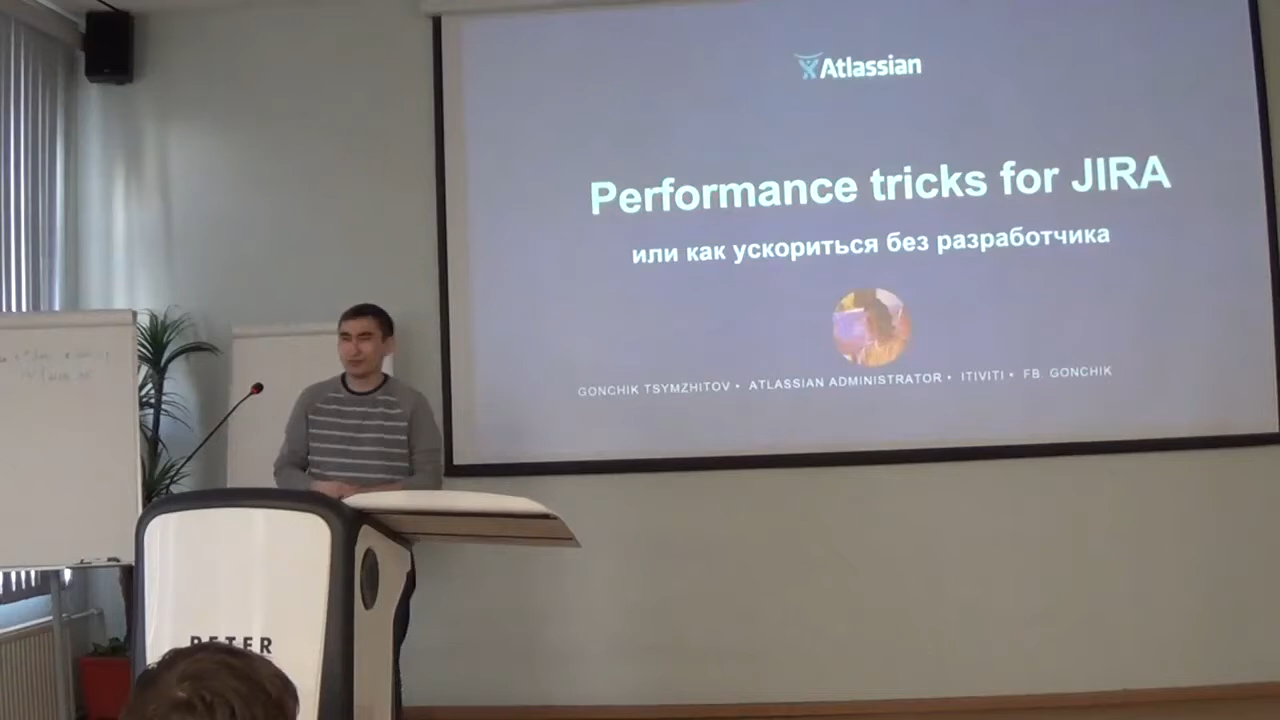 Atlassian
Performance tricks for JIRA
или как ускориться без разработчика
GONCHIK TSYMZHITOV • ATLASSIAN ADMINISTRATOR • ITIVITI • FB GONCHIK
PETER